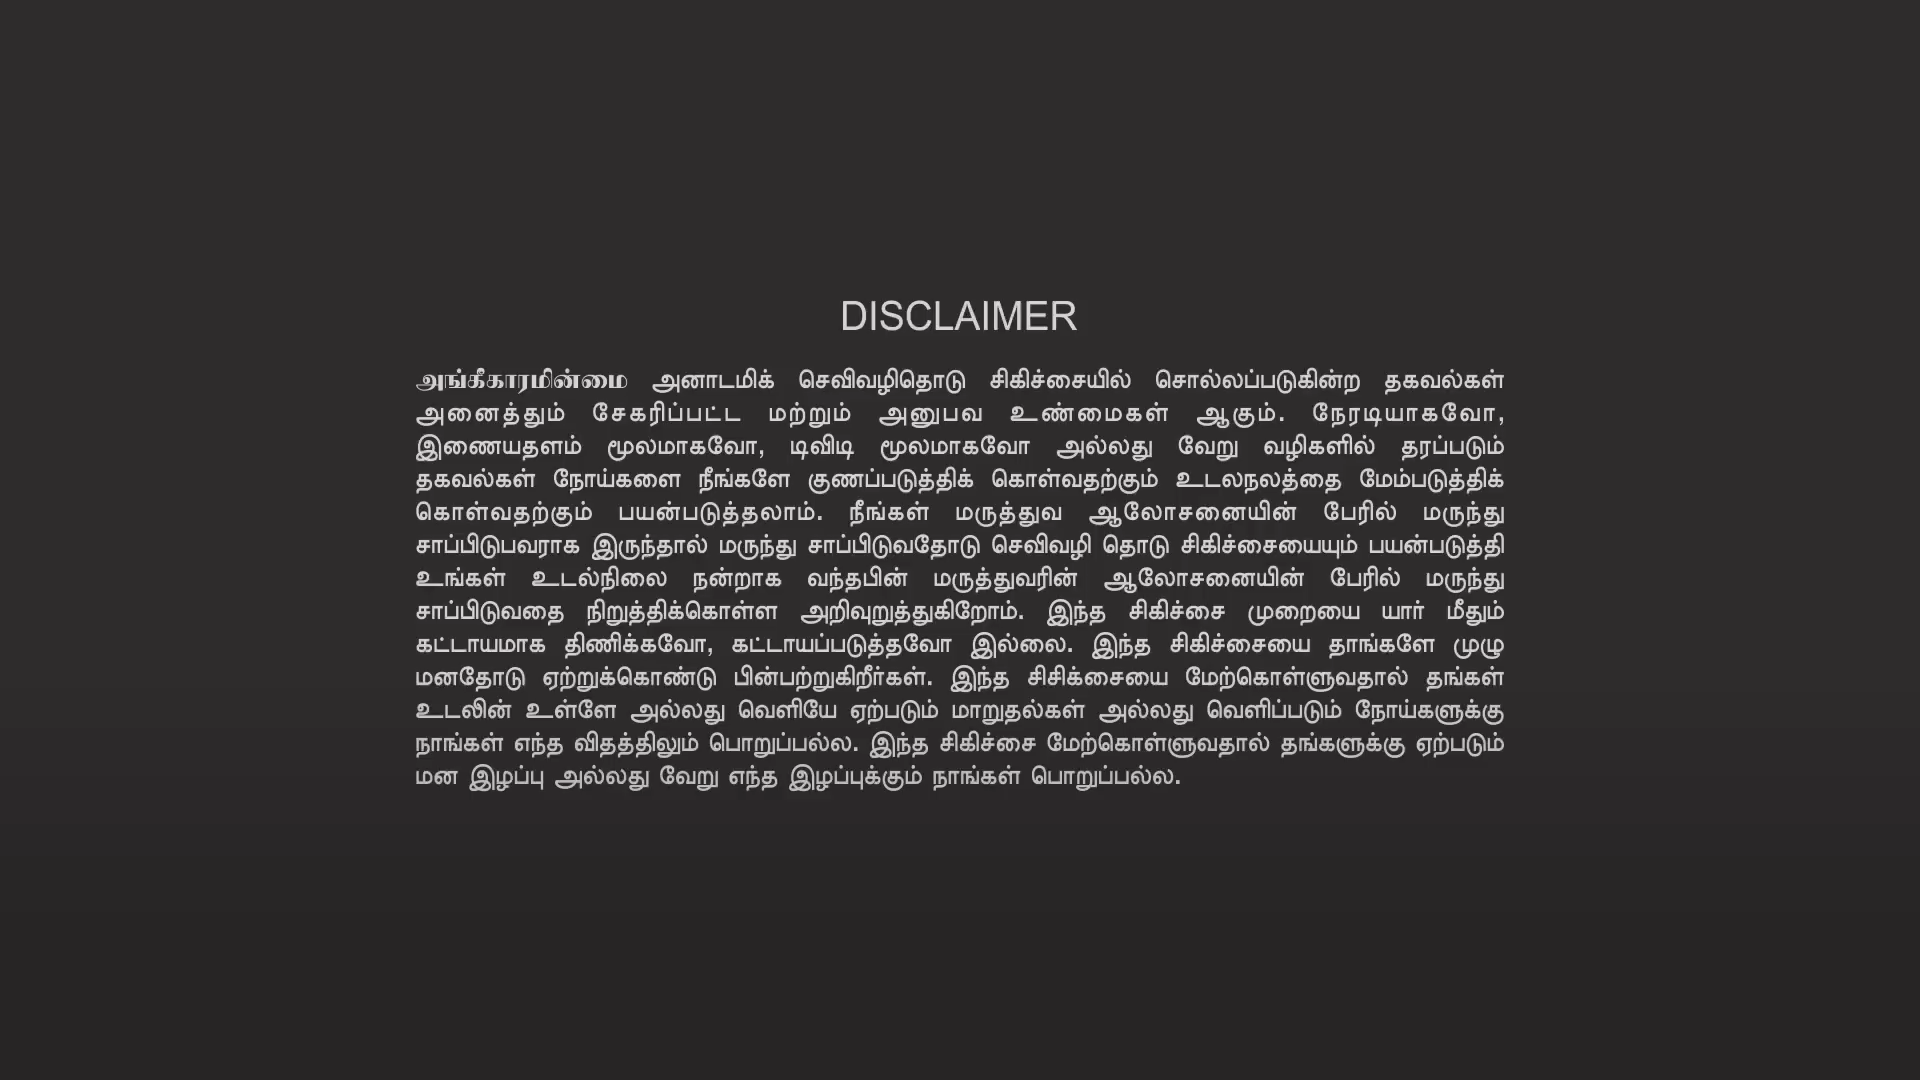 DISCLAIMER
அங்கீகாரமின்மை அனாடமிக் செவிவழிதொடு சிகிச்சையில் சொல்லப்படுகின்ற தகவல்கள்
அனைத்தும் சேகரிப்பட்ட மற்றும் அனுபவ உண்மைகள் ஆகும். நேரடியாகவோ,
இணையதளம் மூலமாகவோ, டிவிடி மூலமாகவோ அல்லது வேறு வழிகளில் தரப்படும்
தகவல்கள் நோய்களை நீங்களே குணப்படுத்திக் கொள்வதற்கும் உடலநலத்தை மேம்படுத்திக்
கொள்வதற்கும் பயன்படுத்தலாம். நீங்கள் மருத்துவ ஆலோசனையின் பேரில் மருந்து
சாப்பிடுபவராக இருந்தால் மருந்து சாப்பிடுவதோடு செவிவழி தொடு சிகிச்சையையும் பயன்படுத்தி
உங்கள் உடல்நிலை நன்றாக வந்தபின் மருத்துவரின் ஆலோசனையின் பேரில் மருந்து
சாப்பிடுவதை நிறுத்திக்கொள்ள அறிவுறுத்துகிறோம். இந்த சிகிச்சை முறையை யார் மீதும்
கட்டாயமாக திணிக்கவோ, கட்டாயப்படுத்தவோ இல்லை. இந்த சிகிச்சையை தாங்களே முழு
மனதோடு ஏற்றுக்கொண்டு பின்பற்றுகிறீர்கள். இந்த சிசிக்சையை மேற்கொள்ளுவதால் தங்கள்
உடலின் உள்ளே அல்லது வெளியே ஏற்படும் மாறுதல்கள் அல்லது வெளிப்படும் நோய்களுக்கு
நாங்கள் எந்த விதத்திலும் பொறுப்பல்ல. இந்த சிகிச்சை மேற்கொள்ளுவதால் தங்களுக்கு ஏற்படும்
மன இழப்பு அல்லது வேறு எந்த இழப்புக்கும் நாங்கள் பொறுப்பல்ல.